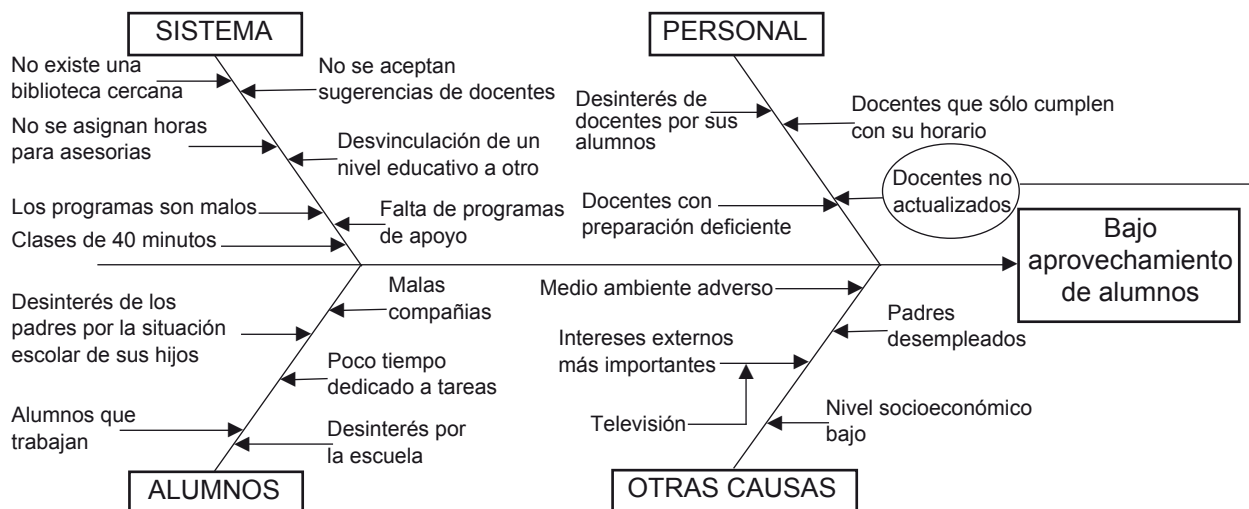 SISTEMA
No existe una
biblioteca cercana
No se aceptan
sugerencias de docentes
No se asignan horas
para asesorias
Desvinculación de un
nivel educativo a otro
Los programas son malos
Falta de programas
de apoyo
Clases de 40 minutos
PERSONAL
Desinterés de
docentes por sus
alumnos
Docentes que sólo cumplen
con su horario
Docentes no
actualizados
Docentes con
preparación deficiente
Bajo
aprovechamiento
de alumnos
Malas
compañias
Desinterés de los
padres por la situación
escolar de sus hijos
Poco tiempo
dedicado a tareas
Alumnos que
trabajan
Desinterés por
la escuela
ALUMNOS
Medio ambiente adverso
Padres
desempleados
Intereses externos
más importantes
Televisión
Nivel socioeconómico
bajo
OTRAS CAUSAS